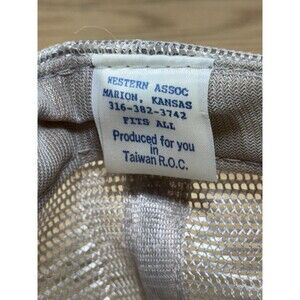 WESTERN ASSOC
MARION, KANSAS
316-382-3742
FITS ALL
Produced for you
in
Taiwan R.O.C.